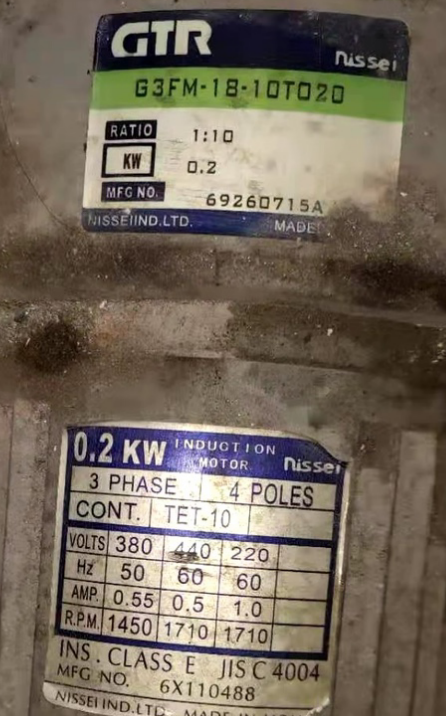 GTR nissei
G3FM-18-10T020
RATIO 1:10
KW 0.2
MFG NO. 69260715A
NISSEI IND. LTD. MADE
0.2 KW INDUCTION MOTOR nissei
3 PHASE 4 POLES
CONT. TET-10
VOLTS 380 440 220
Hz 50 60 60
AMP. 0.55 0.5 1.0
R.P.M. 1450 1710 1710
INS. CLASS E JIS C 4004
MFG NO. 6X110488
NISSEI IND. LTD. MADE IN